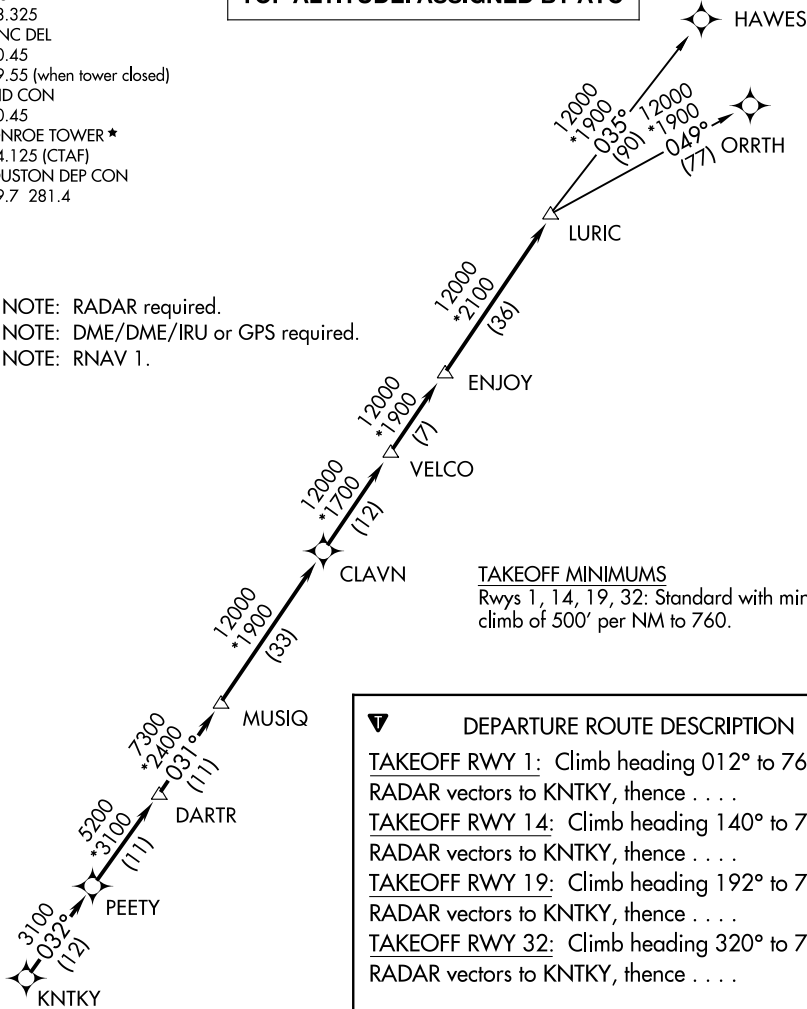 TOP ALTITUDE: ASSIGNED BY ATC
3.325
NC DEL
0.45
9.55 (when tower closed)
ND CON
0.45
NROE TOWER ★
4.125 (CTAF)
USTON DEP CON
9.7 281.4
NOTE: RADAR required.
NOTE: DME/DME/IRU or GPS required.
NOTE: RNAV 1.
HAWES
12000
*1900
035°
(90)
ORRTH
12000
*1900
049°
(77)
LURIC
12000
*2100
(36)
ENJOY
12000
*1900
(7)
VELCO
12000
*1700
(12)
CLAVN
12000
*1900
(33)
MUSIQ
7300
*2400
031°
(11)
DARTR
5200
*3100
(11)
PEETY
3100
032°
(12)
KNTKY
TAKEOFF MINIMUMS
Rwys 1, 14, 19, 32: Standard with min
climb of 500' per NM to 760.
T
DEPARTURE ROUTE DESCRIPTION
TAKEOFF RWY 1: Climb heading 012° to 76
RADAR vectors to KNTKY, thence . . . .
TAKEOFF RWY 14: Climb heading 140° to 7
RADAR vectors to KNTKY, thence . . . .
TAKEOFF RWY 19: Climb heading 192° to 7
RADAR vectors to KNTKY, thence . . . .
TAKEOFF RWY 32: Climb heading 320° to 7
RADAR vectors to KNTKY, thence . . . .